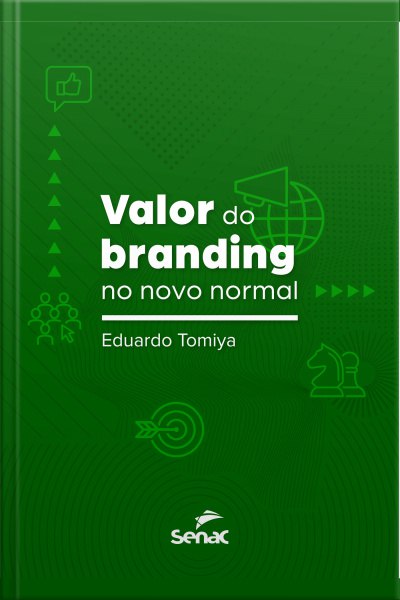 Valor do
branding
no novo normal
Eduardo Tomiya
senac